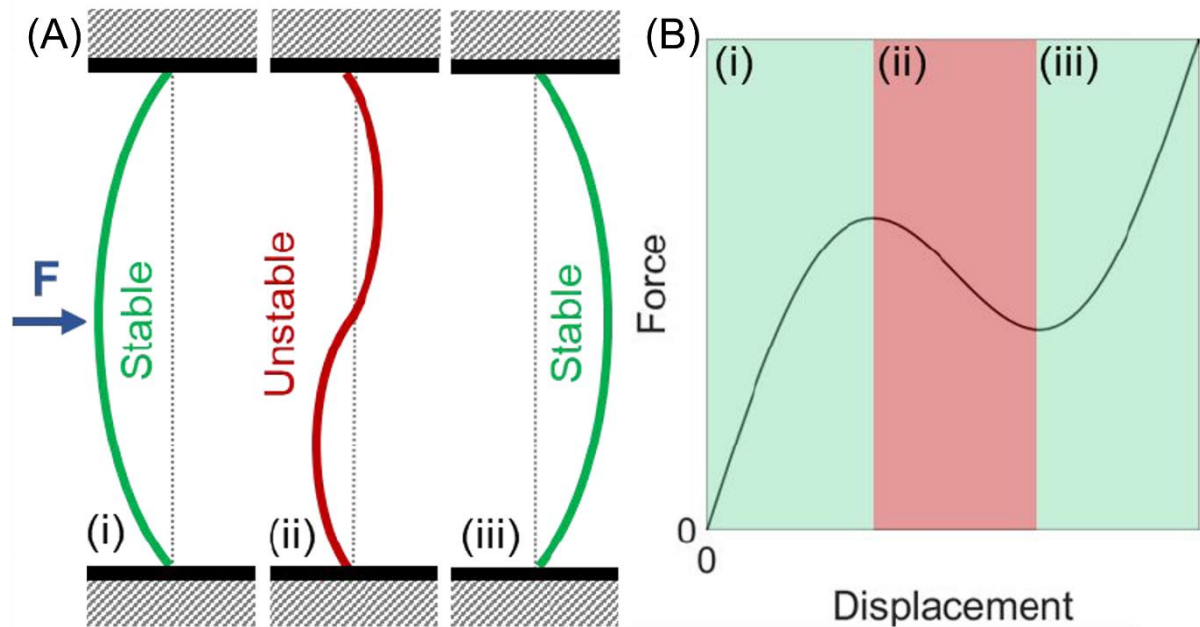 (A)
F
Stable
(i)
Unstable
(ii)
Stable
(iii)
(B)
(i)
(ii)
(iii)
Force
0
0
Displacement